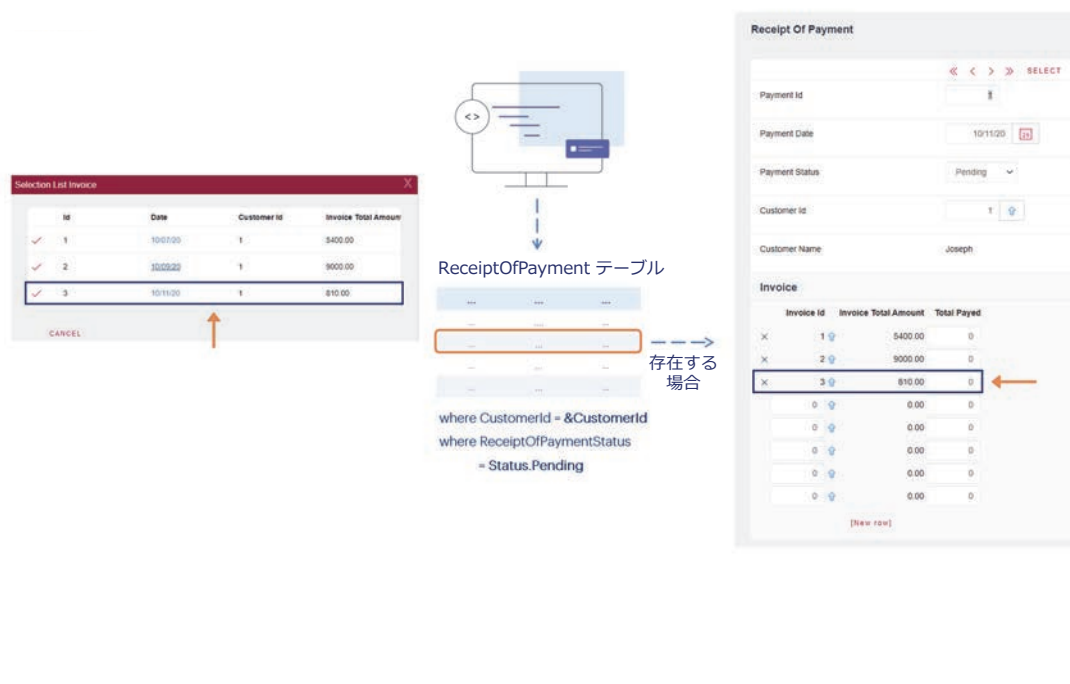 Selection List Invoice X
Id Date Customer Id Invoice Total Amoun
1 10/07/20 1 5400.00
2 10/09/20 1 9000.00
3 10/11/20 1 810.00
CANCEL
<>
ReceiptOfPayment テーブル
... ... ...
... .... ...
... ... ..
... ... ..
... ... ..
where CustomerId = &CustomerId
where ReceiptOfPaymentStatus
= Status.Pending
存在する
場合
Receipt Of Payment
SELECT
Payment Id 1
Payment Date 10/11/20
Payment Status Pending
Customer Id 1
Customer Name Joseph
Invoice
Invoice Id Invoice Total Amount Total Payed
1 5400.00 0
2 9000.00 0
3 810.00 0
0 0.00 0
0 0.00 0
0 0.00 0
0 0.00 0
0 0.00 0
[New row]